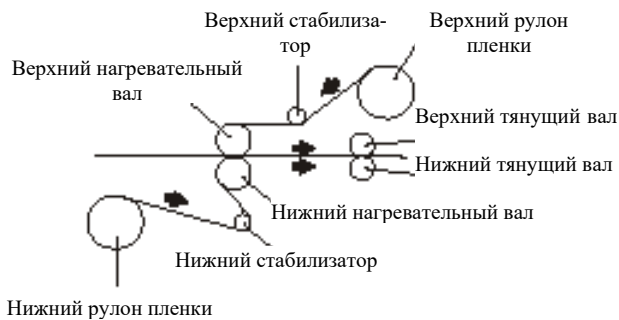 Верхний стабилиза-
тор
Верхний рулон
пленки
Верхний нагревательный
вал
Верхний тянущий вал
Нижний тянущий вал
Нижний нагревательный вал
Нижний стабилизатор
Нижний рулон пленки